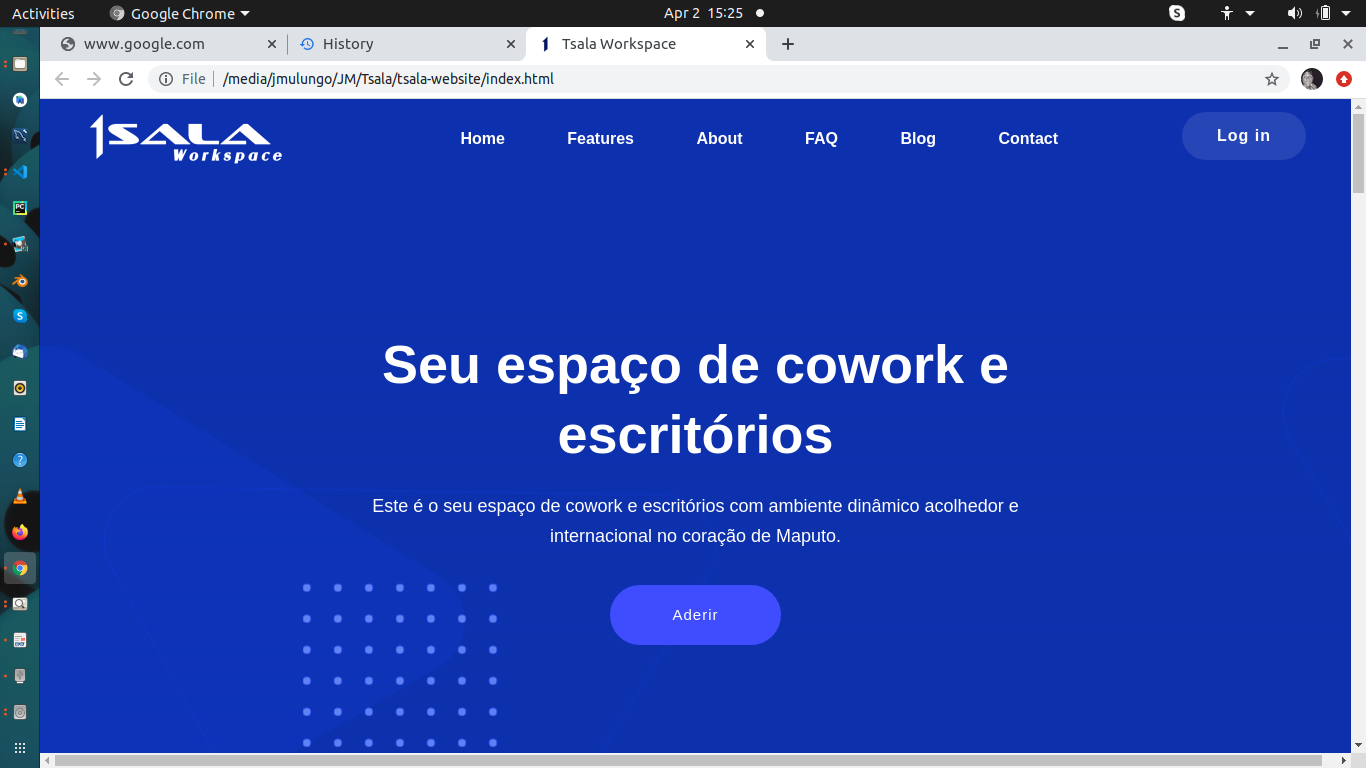 Activities
Google Chrome
Apr 2 15:25
www.google.com
History
Tsala Workspace
File
/media/jmulungo/JM/Tsala/tsala-website/index.html
TSALA
Workspace
Home
Features
About
FAQ
Blog
Contact
Log in
Seu espaço de cowork e
escritórios
Este é o seu espaço de cowork e escritórios com ambiente dinâmico acolhedor e
internacional no coração de Maputo.
Aderir